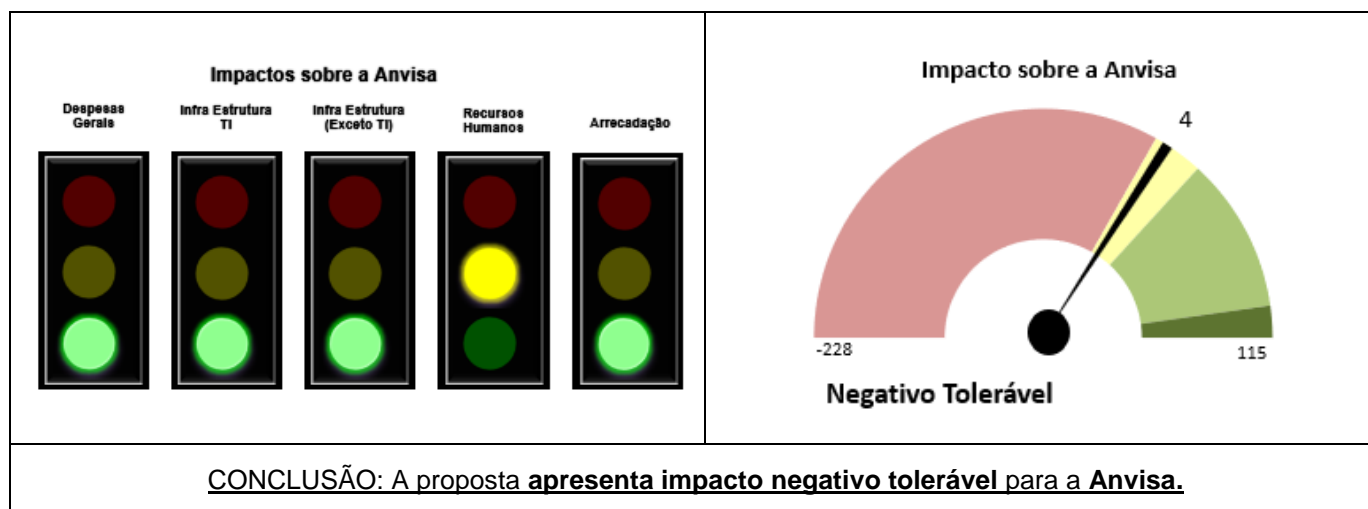 Impactos sobre a Anvisa
Despesas
Gerais
Infra Estrutura
TI
Infra Estrutura
(Exceto TI)
Recursos
Humanos
Arrecadação
Impacto sobre a Anvisa
4
-228
115
Negativo Tolerável
CONCLUSÃO: A proposta apresenta impacto negativo tolerável para a Anvisa.